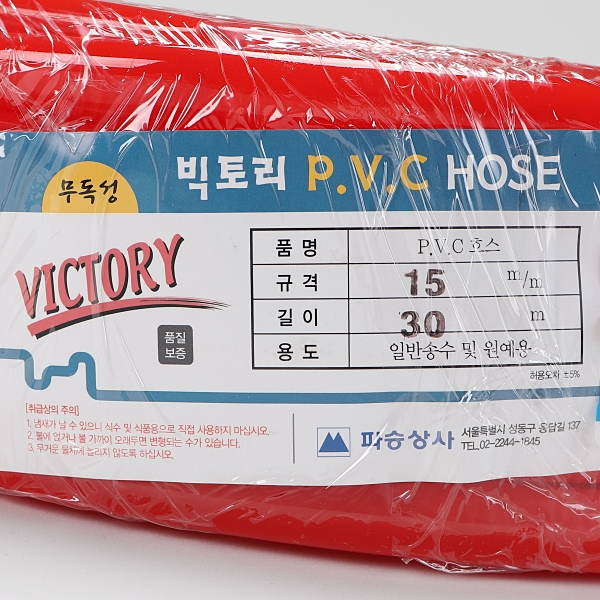 무독성
빅토리 P.V.C HOSE
VICTORY
품질
보증
품 명 P.V.C 호스
규 격 15 m/m
길 이 30 m
용 도 일반송수 및 원예용
허용오차 ±5%
[취급상의 주의]
1. 냄새가 날 수 있으니 식수 및 식품용으로 직접 사용하지 마십시오.
2. 불에 얹거나 불 가까이 오래두면 변형되는 수가 있습니다.
3. 무거운 물체에 눌리지 않도록 하십시오.
파승상사
서울특별시 성동구 용답길 137
TEL.02-2244-1645